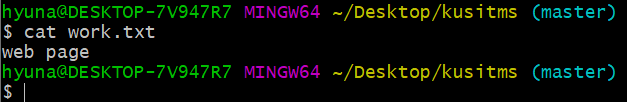 hyuna@DESKTOP-7V947R7 MINGW64 ~/Desktop/kusitms (master)
$ cat work.txt
web page
hyuna@DESKTOP-7V947R7 MINGW64 ~/Desktop/kusitms (master)
$